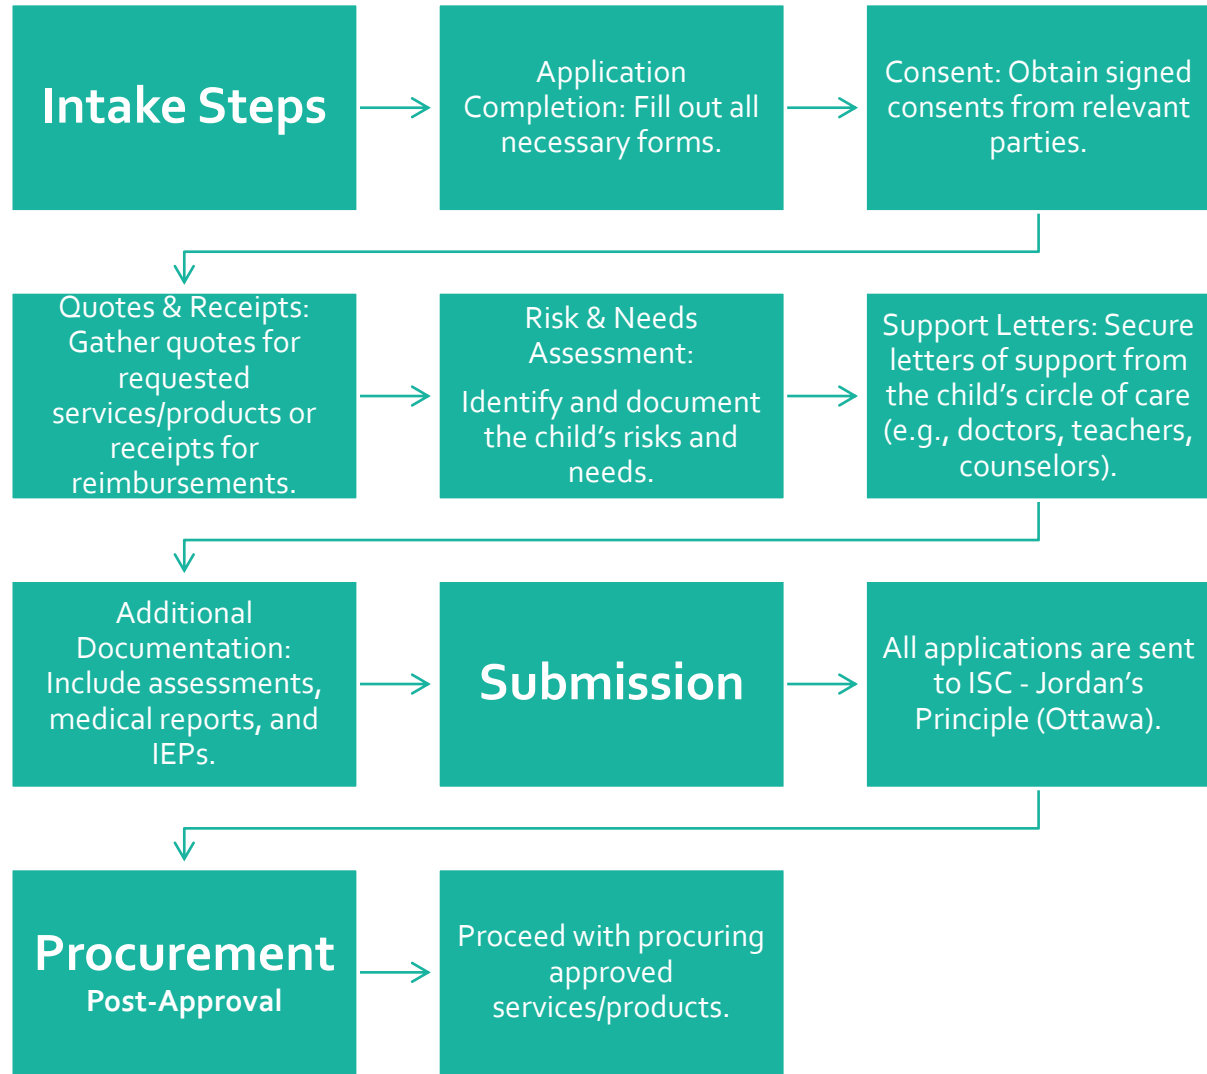 Intake Steps
Application
Completion: Fill out all
necessary forms.
Consent: Obtain signed
consents from relevant
parties.
Quotes & Receipts:
Gather quotes for
requested
services/products or
receipts for
reimbursements.
Risk & Needs
Assessment:
Identify and document
the child’s risks and
needs.
Support Letters: Secure
letters of support from
the child’s circle of care
(e.g., doctors, teachers,
counselors).
Additional
Documentation:
Include assessments,
medical reports, and
IEPs.
Submission
All applications are sent
to ISC - Jordan’s
Principle (Ottawa).
Procurement
Post-Approval
Proceed with procuring
approved
services/products.